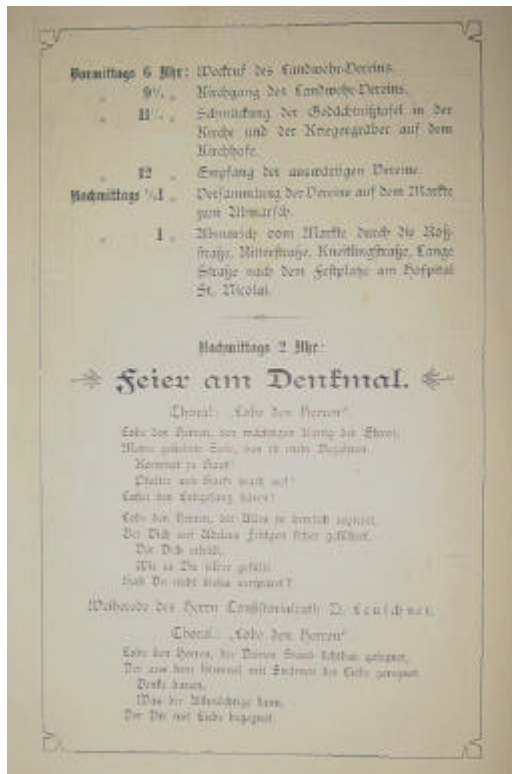 Vormittags 6 Uhr: Weckruf des Landwehr-Vereins.
„ 9½ „ Kirchgang des Landwehr-Vereins.
„ 11¼ „ Schmückung der Gedächtnißtafel in der
Kirche und der Kriegergräber auf dem
Kirchhofe.
„ 12 „ Empfang der auswärtigen Vereine.
Nachmittags ½1 „ Versammlung der Vereine auf dem Markte
zum Abmarsch.
„ 1 „ Abmarsch vom Markte durch die Roß-
straße, Ritterstraße, Kneitlingstraße, Lange
Straße nach dem Festplatze am Hospital
St. Nicolai.
Nachmittags 2 Uhr:
Feier am Denkmal.
Choral: „Lobe den Herren“
Lobe den Herren, den mächtigen König der Ehren,
Meine geliebete Seele, das ist mein Begehren.
Kommet zu Hauf!
Psalter und Harfe wach auf!
Lasset den Lobgesang hören!
Lobe den Herren, der Alles so herrlich regieret,
Der Dich auf Adelers Fittigen sicher geführet,
Der Dich erhält,
Wie es Dir selber gefällt
Hast Du nicht dieses verspüret?
Weiherede des Herrn Consistorialrath D. Leuschner.
Choral: „Lobe den Herren“
Lobe den Herren, der Deinen Stand sichtbar gesegnet,
Der aus dem Himmel mit Strömen der Liebe geregnet.
Denke daran,
Was der Allmächtige kann,
Der Dir mit Liebe begegnet.